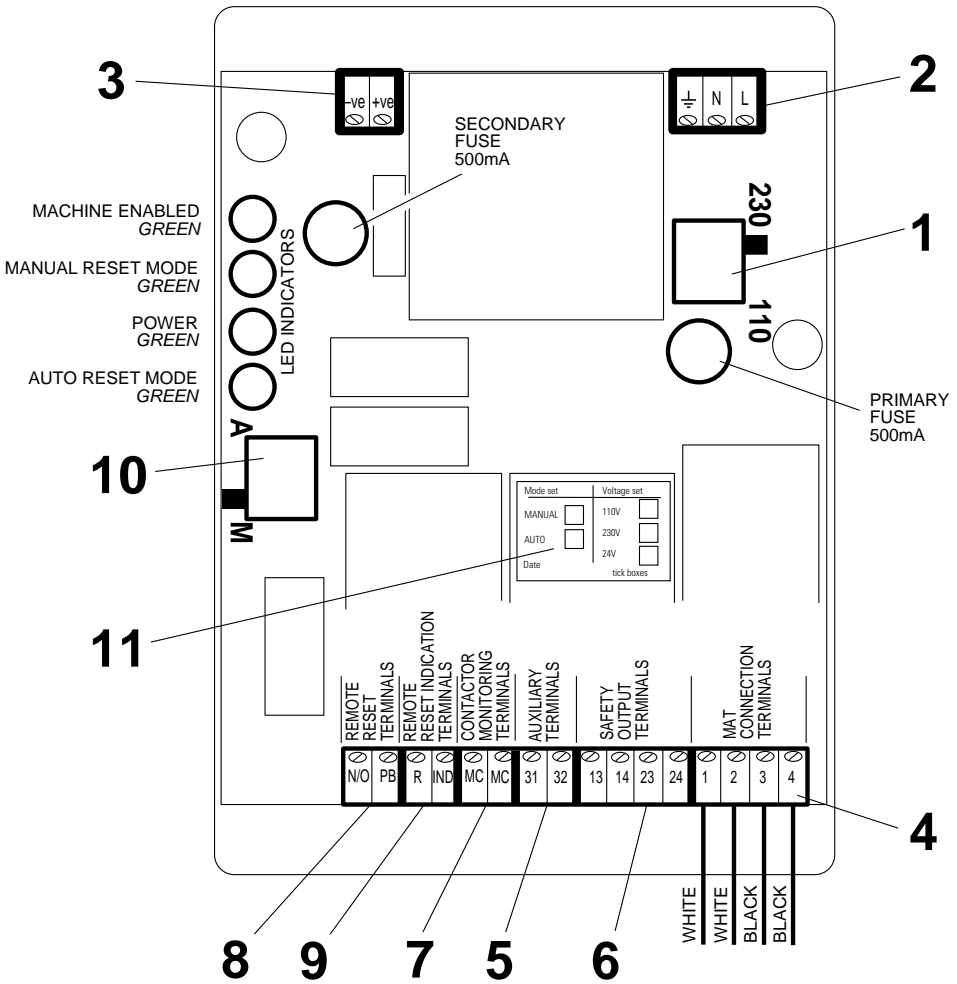 3
-ve +ve
⏚ N L
2
SECONDARY
FUSE
500mA
230
110
1
MACHINE ENABLED
GREEN
MANUAL RESET MODE
GREEN
POWER
GREEN
AUTO RESET MODE
GREEN
LED INDICATORS
PRIMARY
FUSE
500mA
A
M
10
Mode set
MANUAL
AUTO
Date
Voltage set
110V
230V
24V
tick boxes
11
REMOTE
RESET
TERMINALS
REMOTE
RESET INDICATION
TERMINALS
CONTACTOR
MONITORING
TERMINALS
AUXILIARY
TERMINALS
SAFETY
OUTPUT
TERMINALS
MAT
CONNECTION
TERMINALS
N/O PB R IND MC MC 31 32 13 14 23 24 1 2 3 4
4
WHITE
WHITE
BLACK
BLACK
8 9 7 5 6